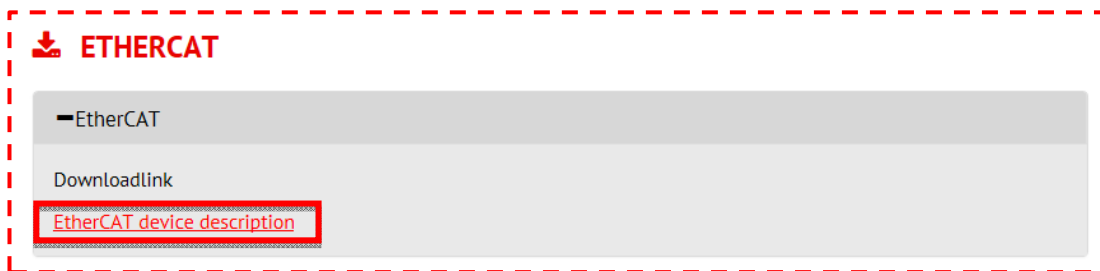 ETHERCAT
EtherCAT
Downloadlink
EtherCAT device description